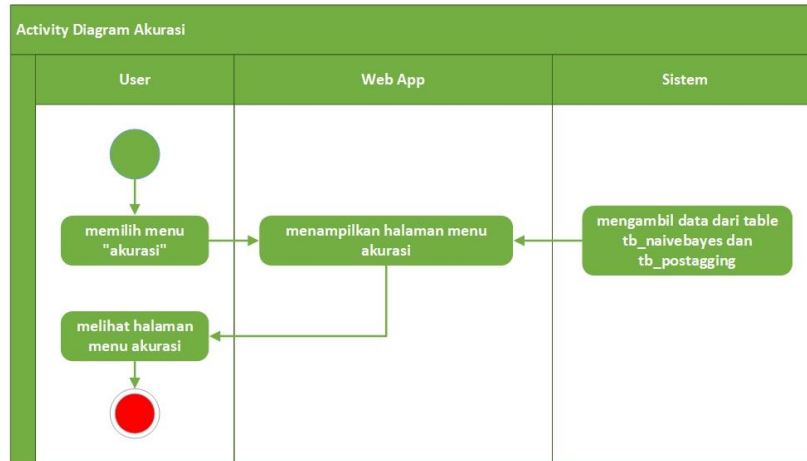 Activity Diagram Akurasi
User
Web App
Sistem
memilih menu
"akurasi"
menampilkan halaman menu
akurasi
mengambil data dari table
tb_naivebayes dan
tb_postagging
melihat halaman
menu akurasi